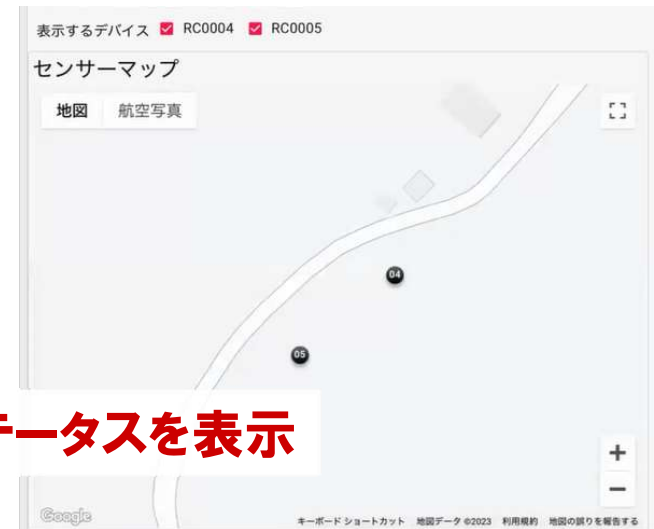 表示するデバイス RC0004 RC0005
センサーマップ
地図 航空写真
04
05
テータスを表示
Google
キーボード ショートカット 地図データ ©2023 利用規約 地図の誤りを報告する